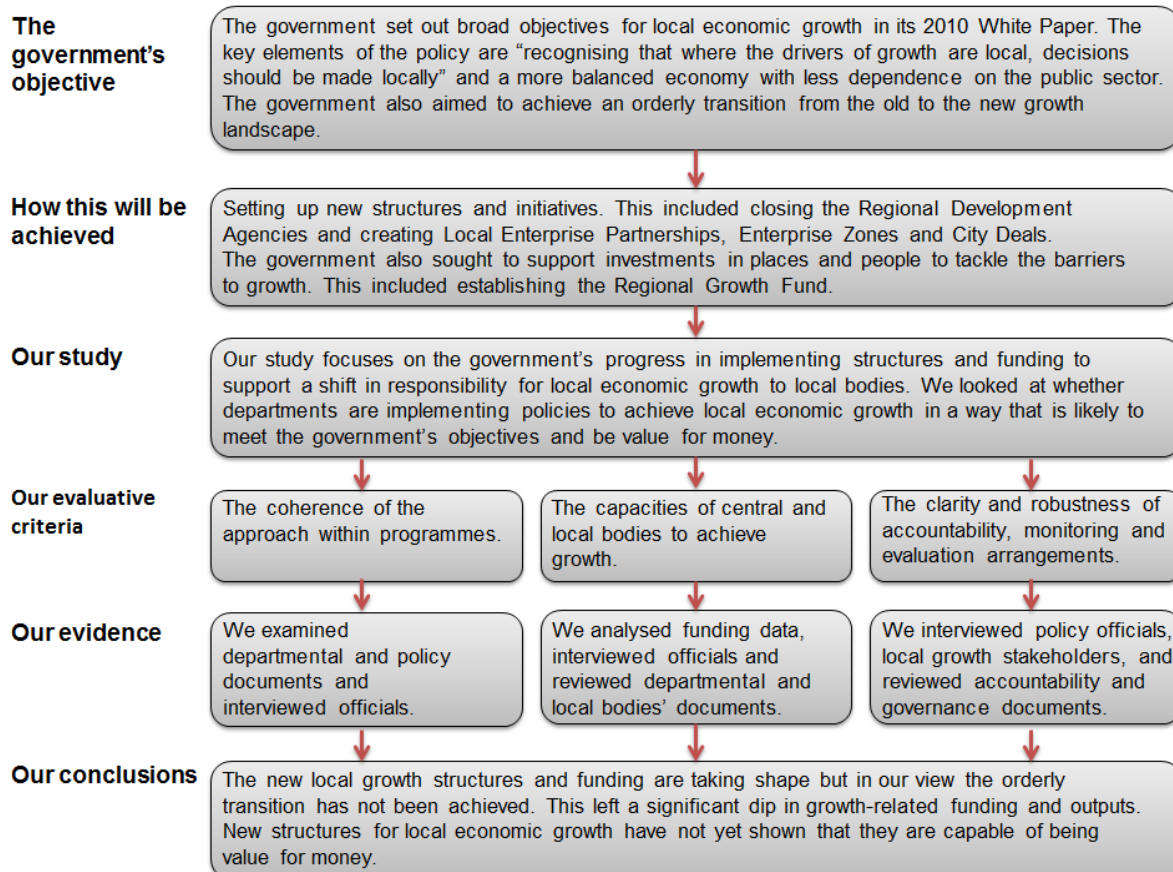 The
government's
objective
The government set out broad objectives for local economic growth in its 2010 White Paper. The
key elements of the policy are “recognising that where the drivers of growth are local, decisions
should be made locally” and a more balanced economy with less dependence on the public sector.
The government also aimed to achieve an orderly transition from the old to the new growth
landscape.
How this will be
achieved
Setting up new structures and initiatives. This included closing the Regional Development
Agencies and creating Local Enterprise Partnerships, Enterprise Zones and City Deals.
The government also sought to support investments in places and people to tackle the barriers
to growth. This included establishing the Regional Growth Fund.
Our study
Our study focuses on the government's progress in implementing structures and funding to
support a shift in responsibility for local economic growth to local bodies. We looked at whether
departments are implementing policies to achieve local economic growth in a way that is likely to
meet the government's objectives and be value for money.
Our evaluative
criteria
The coherence of the
approach within programmes.
The capacities of central and
local bodies to achieve
growth.
The clarity and robustness of
accountability, monitoring and
evaluation arrangements.
Our evidence
We examined
departmental and policy
documents and
interviewed officials.
We analysed funding data,
interviewed officials and
reviewed departmental and
local bodies' documents.
We interviewed policy officials,
local growth stakeholders, and
reviewed accountability and
governance documents.
Our conclusions
The new local growth structures and funding are taking shape but in our view the orderly
transition has not been achieved. This left a significant dip in growth-related funding and outputs.
New structures for local economic growth have not yet shown that they are capable of being
value for money.